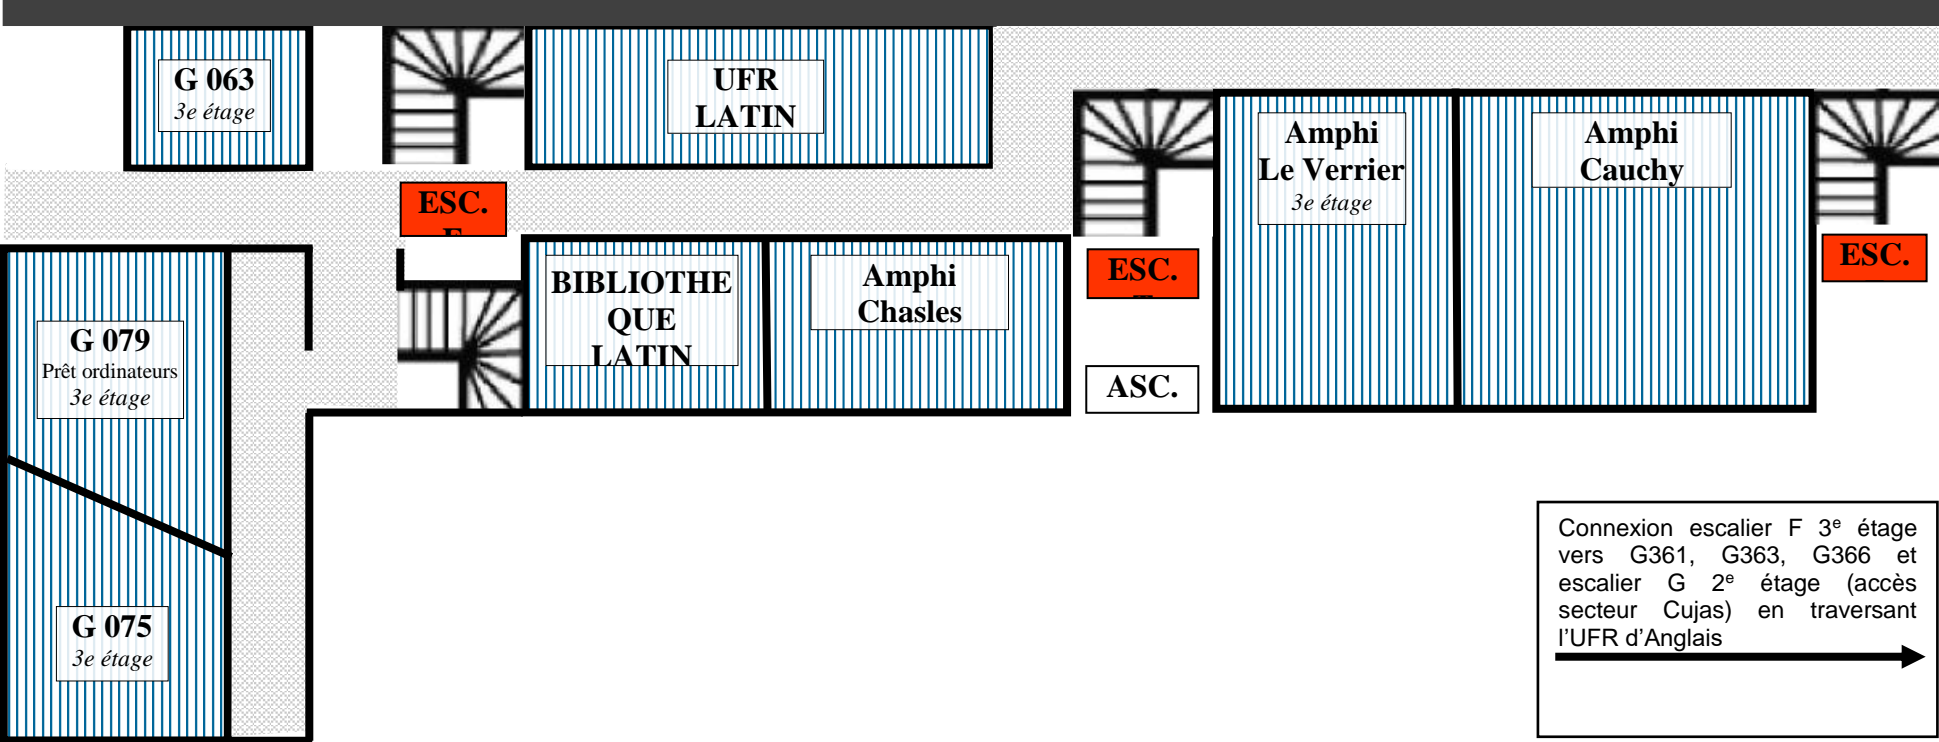 G 063
3e étage
UFR
LATIN
ESC.
Amphi
Le Verrier
3e étage
Amphi
Cauchy
ESC.
ESC.
BIBLIOTHE
QUE
LATIN
Amphi
Chasles
ASC.
G 079
Prêt ordinateurs
3e étage
G 075
3e étage
Connexion escalier F 3e étage
vers G361, G363, G366 et
escalier G 2e étage (accès
secteur Cujas) en traversant
l’UFR d’Anglais